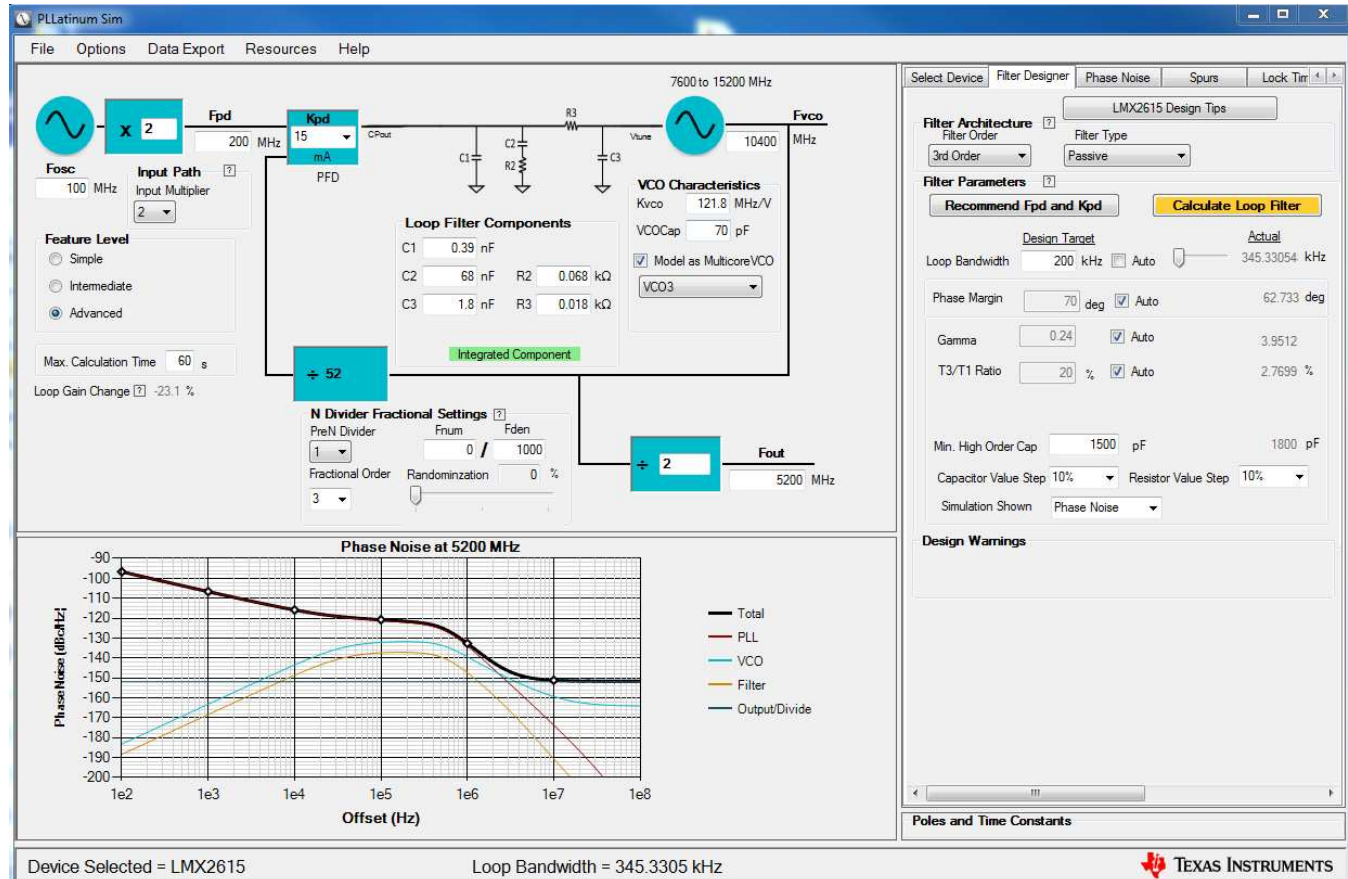 PLLatinum Sim
File Options Data Export Resources Help
7600 to 15200 MHz
Fpd
Kpd
R3
Fvco
x 2
200 MHz
15
CPout
C1
C2
R2
C3
Vtune
10400 MHz
mA
PFD
Fosc
100 MHz
Input Path ?
Input Multiplier
2
VCO Characteristics
Kvco 121.8 MHz/V
VCOCap 70 pF
Model as MulticoreVCO
VCO3
Loop Filter Components
C1 0.39 nF
C2 68 nF R2 0.068 kΩ
C3 1.8 nF R3 0.018 kΩ
Integrated Component
Feature Level
Simple
Intermediate
Advanced
Max. Calculation Time 60 s
Loop Gain Change ? -23.1 %
÷ 52
N Divider Fractional Settings ?
PreN Divider Fnum Fden
1 0 / 1000
Fractional Order Randominzation 0 %
3
÷ 2
Fout
5200 MHz
Phase Noise at 5200 MHz
Phase Noise [dBc/Hz]
-90
-100
-110
-120
-130
-140
-150
-160
-170
-180
-190
-200
1e2 1e3 1e4 1e5 1e6 1e7 1e8
Offset (Hz)
Total
PLL
VCO
Filter
Output/Divide
Select Device Filter Designer Phase Noise Spurs Lock Tim
LMX2615 Design Tips
Filter Architecture ?
Filter Order Filter Type
3rd Order Passive
Filter Parameters ?
Recommend Fpd and Kpd Calculate Loop Filter
Design Target Actual
Loop Bandwidth 200 kHz Auto 345.33054 kHz
Phase Margin 70 deg Auto 62.733 deg
Gamma 0.24 Auto 3.9512
T3/T1 Ratio 20 % Auto 2.7699 %
Min. High Order Cap 1500 pF 1800 pF
Capacitor Value Step 10% Resistor Value Step 10%
Simulation Shown Phase Noise
Design Warnings
Poles and Time Constants
Device Selected = LMX2615 Loop Bandwidth = 345.3305 kHz TEXAS INSTRUMENTS